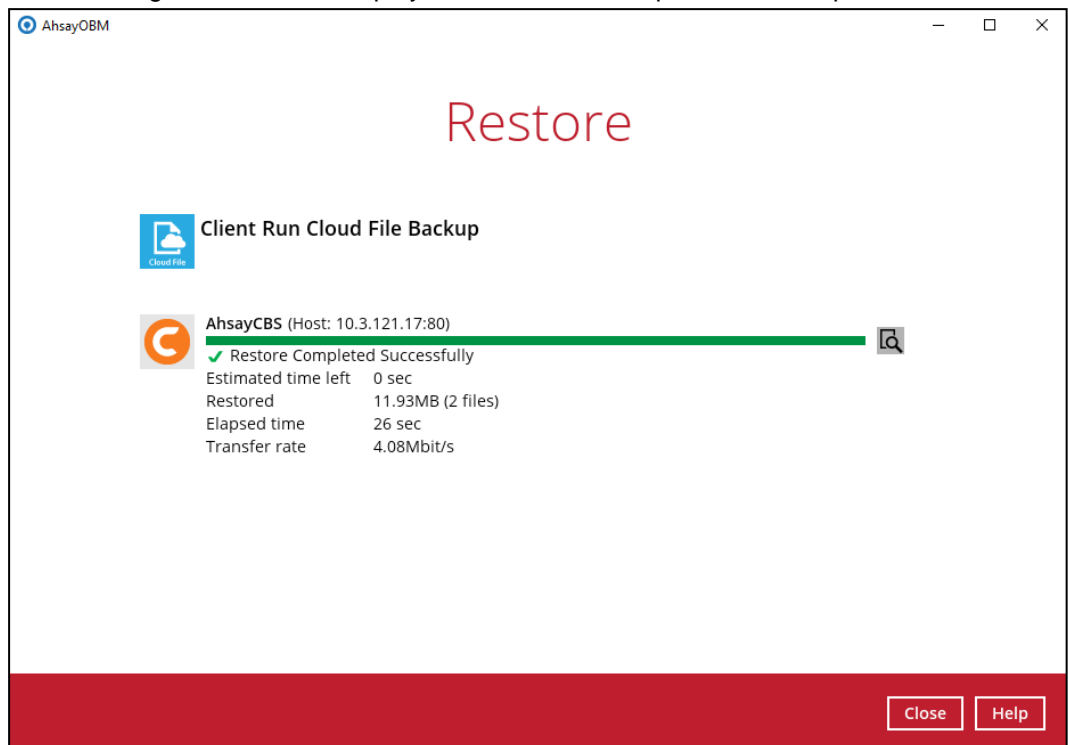 AhsayOBM
Restore
Client Run Cloud File Backup
Cloud File
AhsayCBS (Host: 10.3.121.17:80)
Restore Completed Successfully
Estimated time left 0 sec
Restored 11.93MB (2 files)
Elapsed time 26 sec
Transfer rate 4.08Mbit/s
Close Help